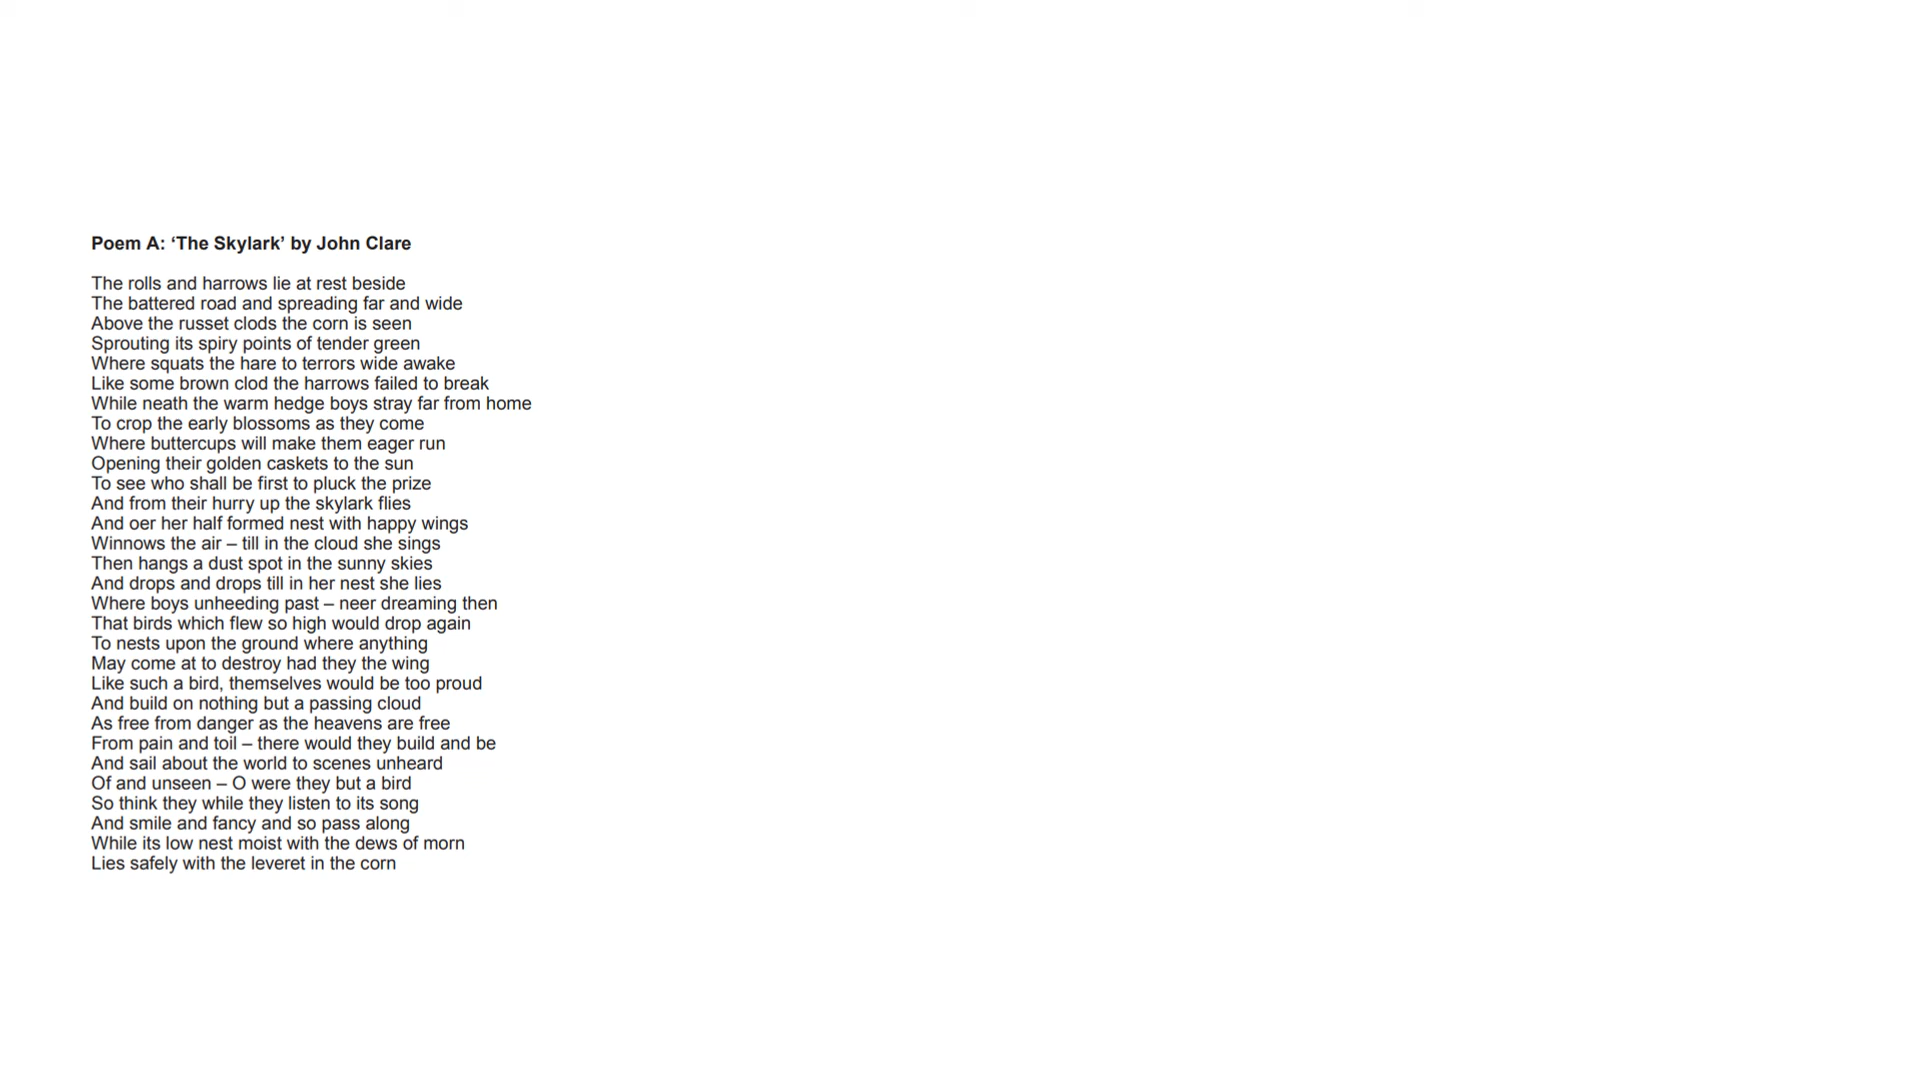 Poem A: ‘The Skylark’ by John Clare
The rolls and harrows lie at rest beside
The battered road and spreading far and wide
Above the russet clods the corn is seen
Sprouting its spiry points of tender green
Where squats the hare to terrors wide awake
Like some brown clod the harrows failed to break
While neath the warm hedge boys stray far from home
To crop the early blossoms as they come
Where buttercups will make them eager run
Opening their golden caskets to the sun
To see who shall be first to pluck the prize
And from their hurry up the skylark flies
And oer her half formed nest with happy wings
Winnows the air – till in the cloud she sings
Then hangs a dust spot in the sunny skies
And drops and drops till in her nest she lies
Where boys unheeding past – neer dreaming then
That birds which flew so high would drop again
To nests upon the ground where anything
May come at to destroy had they the wing
Like such a bird, themselves would be too proud
And build on nothing but a passing cloud
As free from danger as the heavens are free
From pain and toil – there would they build and be
And sail about the world to scenes unheard
Of and unseen – O were they but a bird
So think they while they listen to its song
And smile and fancy and so pass along
While its low nest moist with the dews of morn
Lies safely with the leveret in the corn